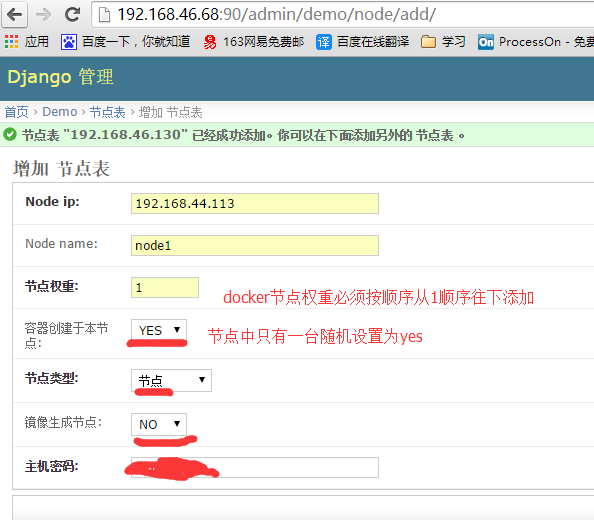 192.168.46.68:90/admin/demo/node/add/
应用 百度一下，你就知道 163网易免费邮 译 百度在线翻译 学习 On ProcessOn - 免费
Django 管理
首页 › Demo › 节点表 › 增加 节点表
节点表 "192.168.46.130" 已经成功添加。你可以在下面添加另外的 节点表 。
增加 节点表
Node ip: 192.168.44.113
Node name: node1
节点权重: 1
docker节点权重必须按顺序从1顺序往下添加
容器创建于本节
点: YES
节点中只有一台随机设置为yes
节点类型: 节点
镜像生成节点: NO
主机密码: